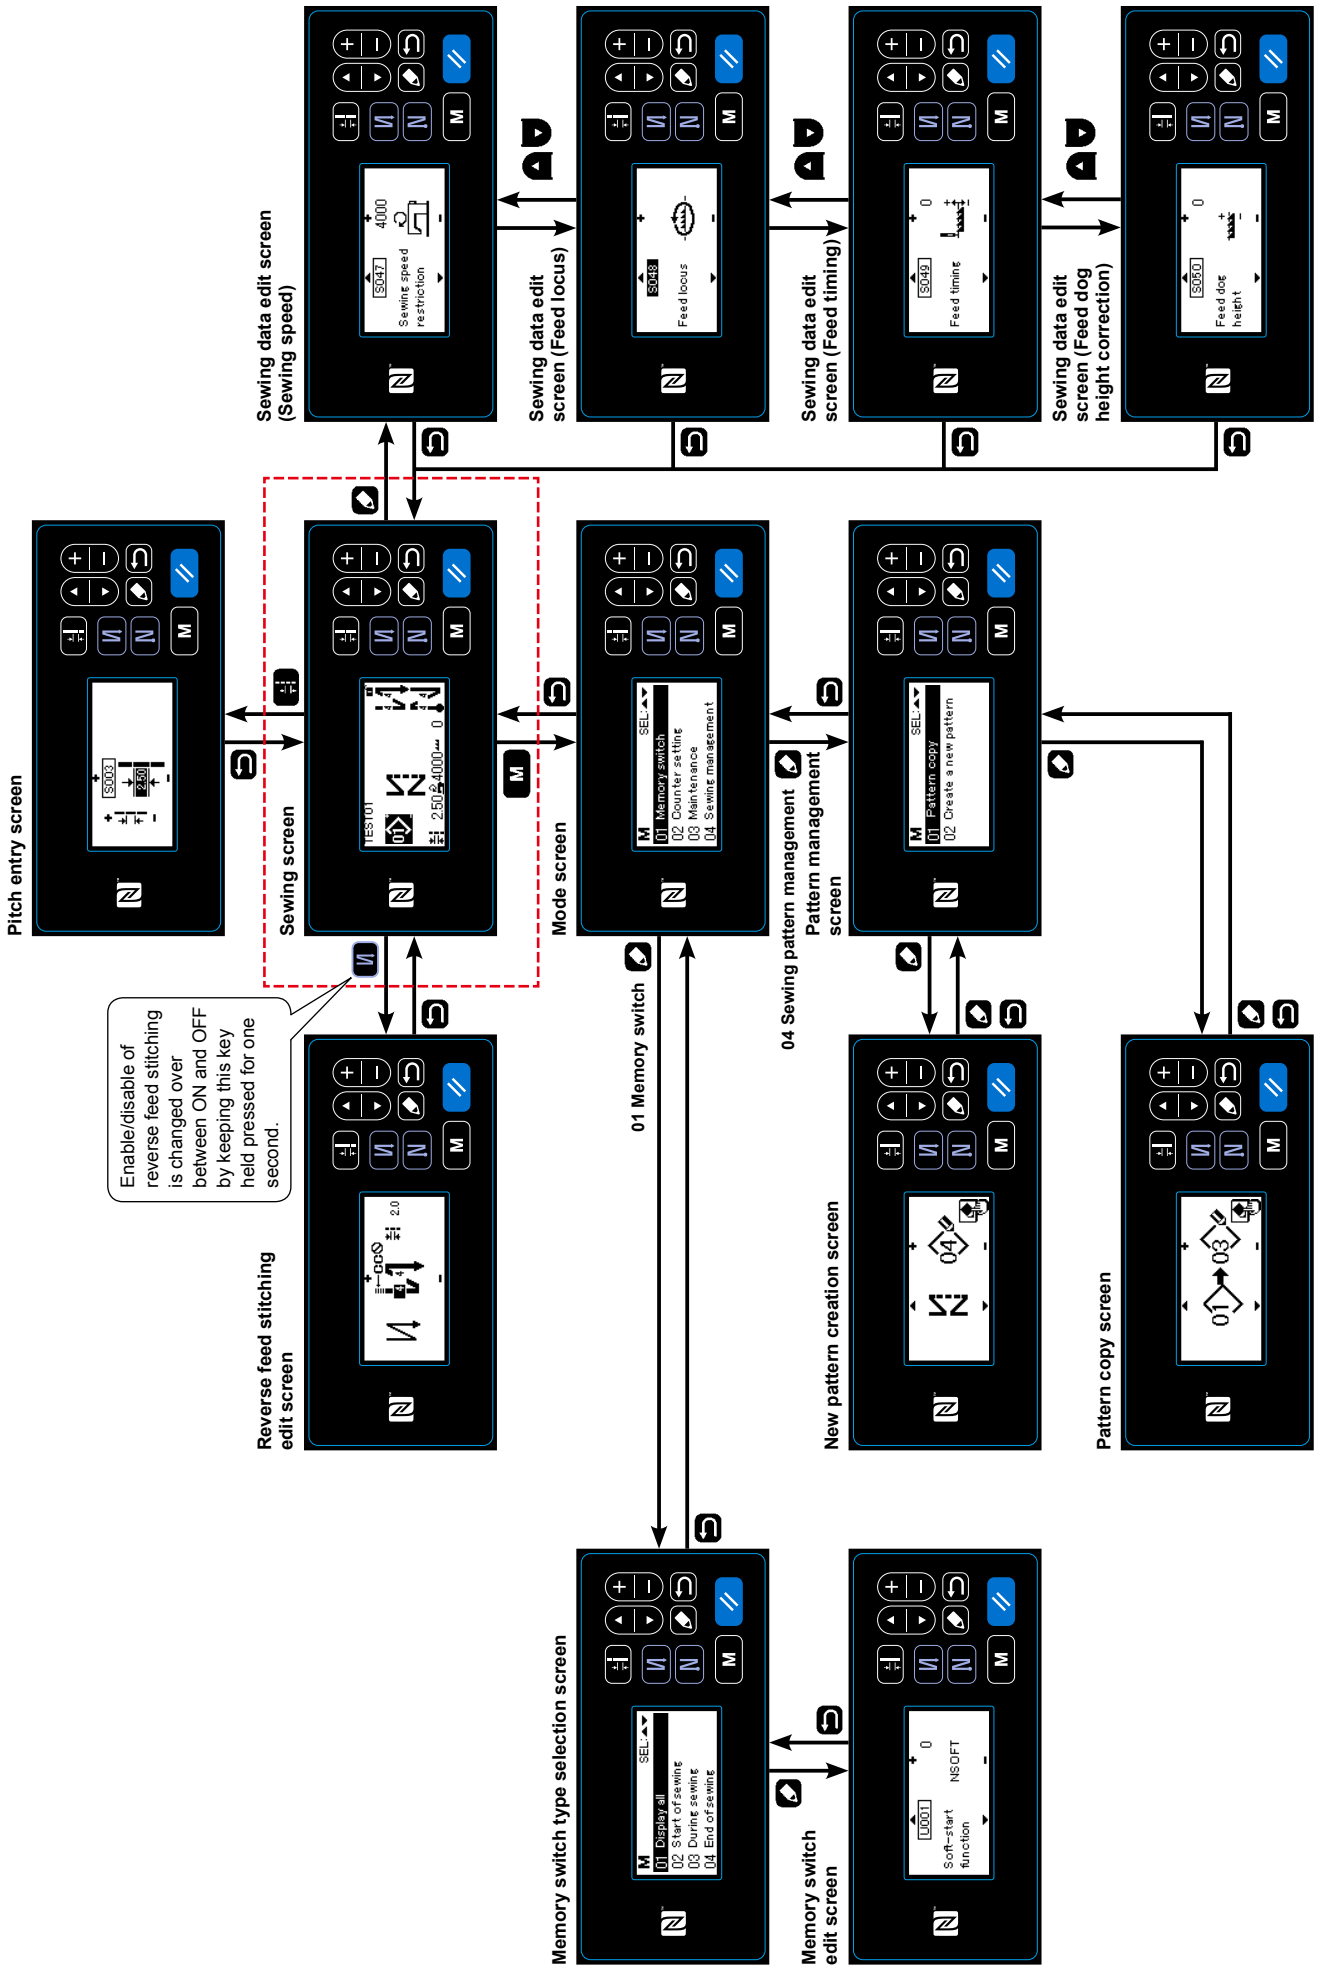 Pitch entry screen
S003
2.50
M
Enable/disable of
reverse feed stitching
is changed over
between ON and OFF
by keeping this key
held pressed for one
second.
Reverse feed stitching
edit screen
4
4
2.0
M
Sewing screen
TEST01
01
2.50
4000
0
4
4
4
4
M
M
Sewing data edit screen
(Sewing speed)
S047
4000
Sewing speed
restriction
M
Memory switch type selection screen
M SEL:
01 Display all
02 Start of sewing
03 During sewing
04 End of sewing
M
01 Memory switch
Mode screen
M SEL:
01 Memory switch
02 Counter setting
03 Maintenance
04 Sewing management
M
Sewing data edit
screen (Feed locus)
S048
Feed locus
M
Memory switch
edit screen
U001
0
Soft-start
function
NSOFT
M
New pattern creation screen
04
M
04 Sewing pattern management
Pattern management
screen
M SEL:
01 Pattern copy
02 Create a new pattern
M
Sewing data edit
screen (Feed timing)
S049
0
Feed timing
M
Pattern copy screen
01
03
M
Sewing data edit
screen (Feed dog
height correction)
S050
0
Feed dog
height
M